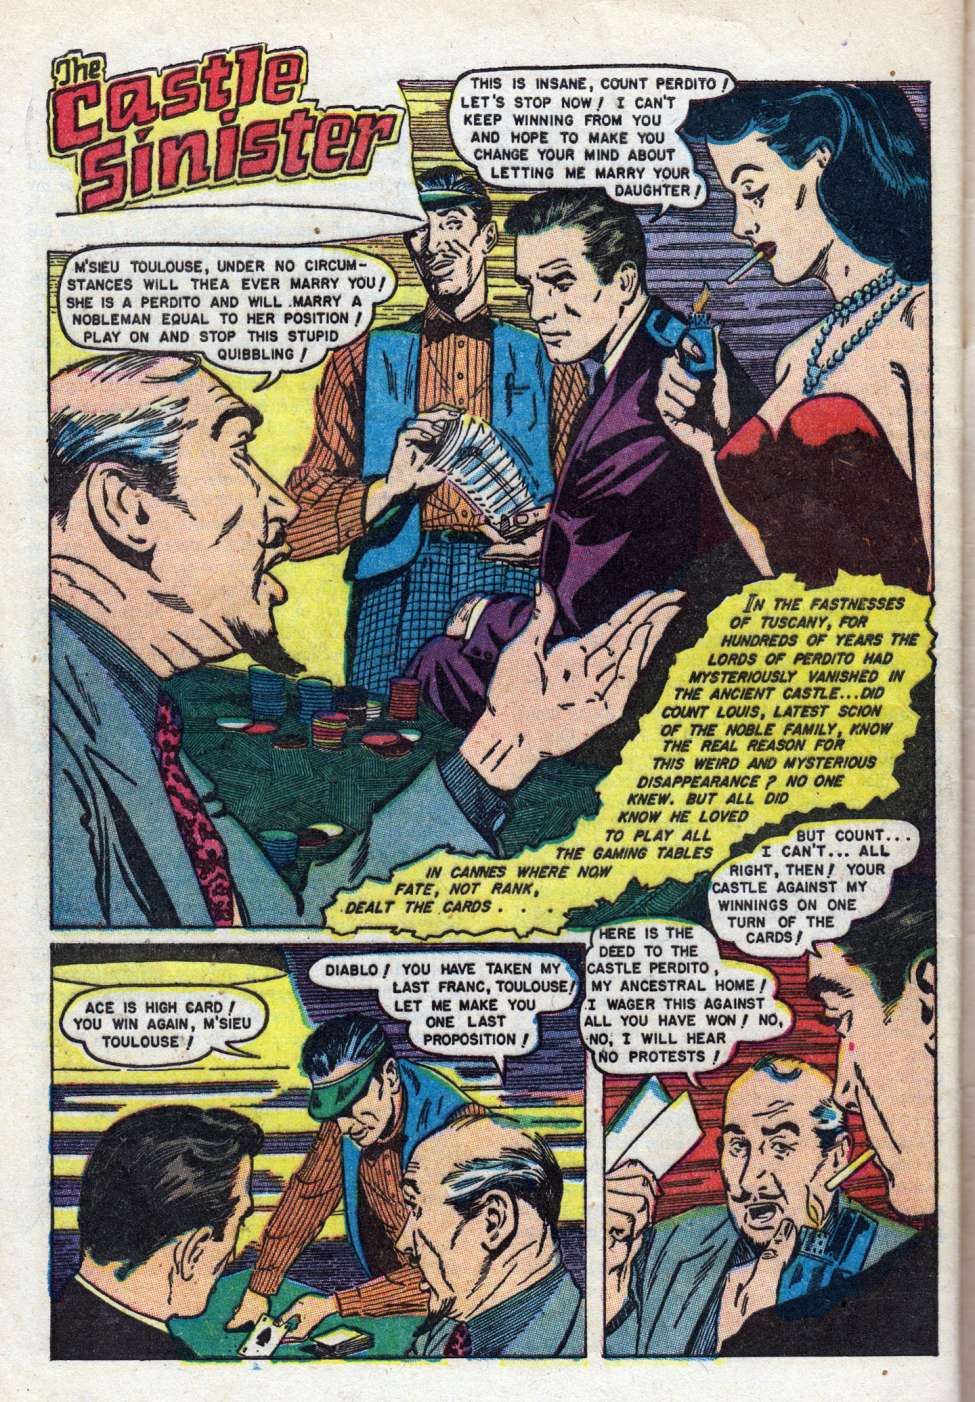 The
Castle
Sinister
THIS IS INSANE, COUNT PERDITO!
LET'S STOP NOW! I CAN'T
KEEP WINNING FROM YOU
AND HOPE TO MAKE YOU
CHANGE YOUR MIND ABOUT
LETTING ME MARRY YOUR
DAUGHTER!
M'SIEU TOULOUSE, UNDER NO CIRCUM-
STANCES WILL THEA EVER MARRY YOU!
SHE IS A PERDITO AND WILL MARRY A
NOBLEMAN EQUAL TO HER POSITION!
PLAY ON AND STOP THIS STUPID
QUIBBLING!
IN THE FASTNESSES
OF TUSCANY, FOR
HUNDREDS OF YEARS THE
LORDS OF PERDITO HAD
MYSTERIOUSLY VANISHED IN
THE ANCIENT CASTLE...DID
COUNT LOUIS, LATEST SCION
OF THE NOBLE FAMILY, KNOW
THE REAL REASON FOR
THIS WEIRD AND MYSTERIOUS
DISAPPEARANCE? NO ONE
KNEW. BUT ALL DID
KNOW HE LOVED
TO PLAY ALL
THE GAMING TABLES
IN CANNES WHERE NOW
FATE, NOT RANK,
DEALT THE CARDS . . . .
ACE IS HIGH CARD!
YOU WIN AGAIN, M'SIEU
TOULOUSE!
DIABLO! YOU HAVE TAKEN MY
LAST FRANC, TOULOUSE!
LET ME MAKE YOU
ONE LAST
PROPOSITION!
HERE IS THE
DEED TO THE
CASTLE PERDITO,
MY ANCESTRAL HOME!
I WAGER THIS AGAINST
ALL YOU HAVE WON! NO,
NO, I WILL HEAR
NO PROTESTS!
BUT COUNT...
I CAN'T... ALL
RIGHT, THEN! YOUR
CASTLE AGAINST MY
WINNINGS ON ONE
TURN OF THE
CARDS!